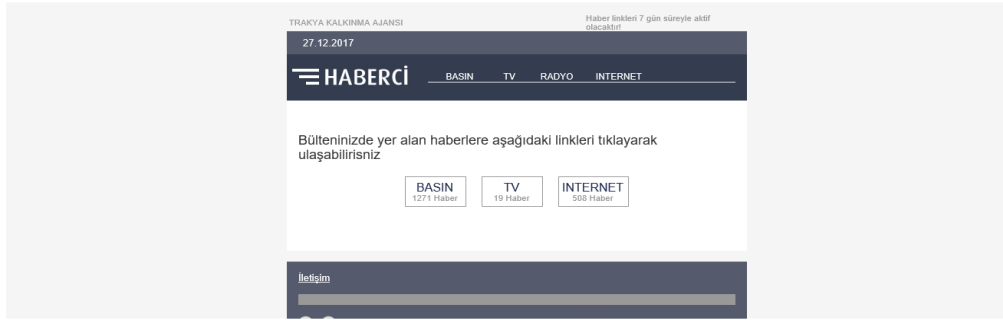 TRAKYA KALKINMA AJANSI
Haber linkleri 7 gün süreyle aktif
olacaktır!
27.12.2017
HABERCİ
BASIN TV RADYO INTERNET
Bülteninizde yer alan haberlere aşağıdaki linkleri tıklayarak
ulaşabilirisniz
BASIN TV INTERNET
1271 Haber 19 Haber 508 Haber
İletişim